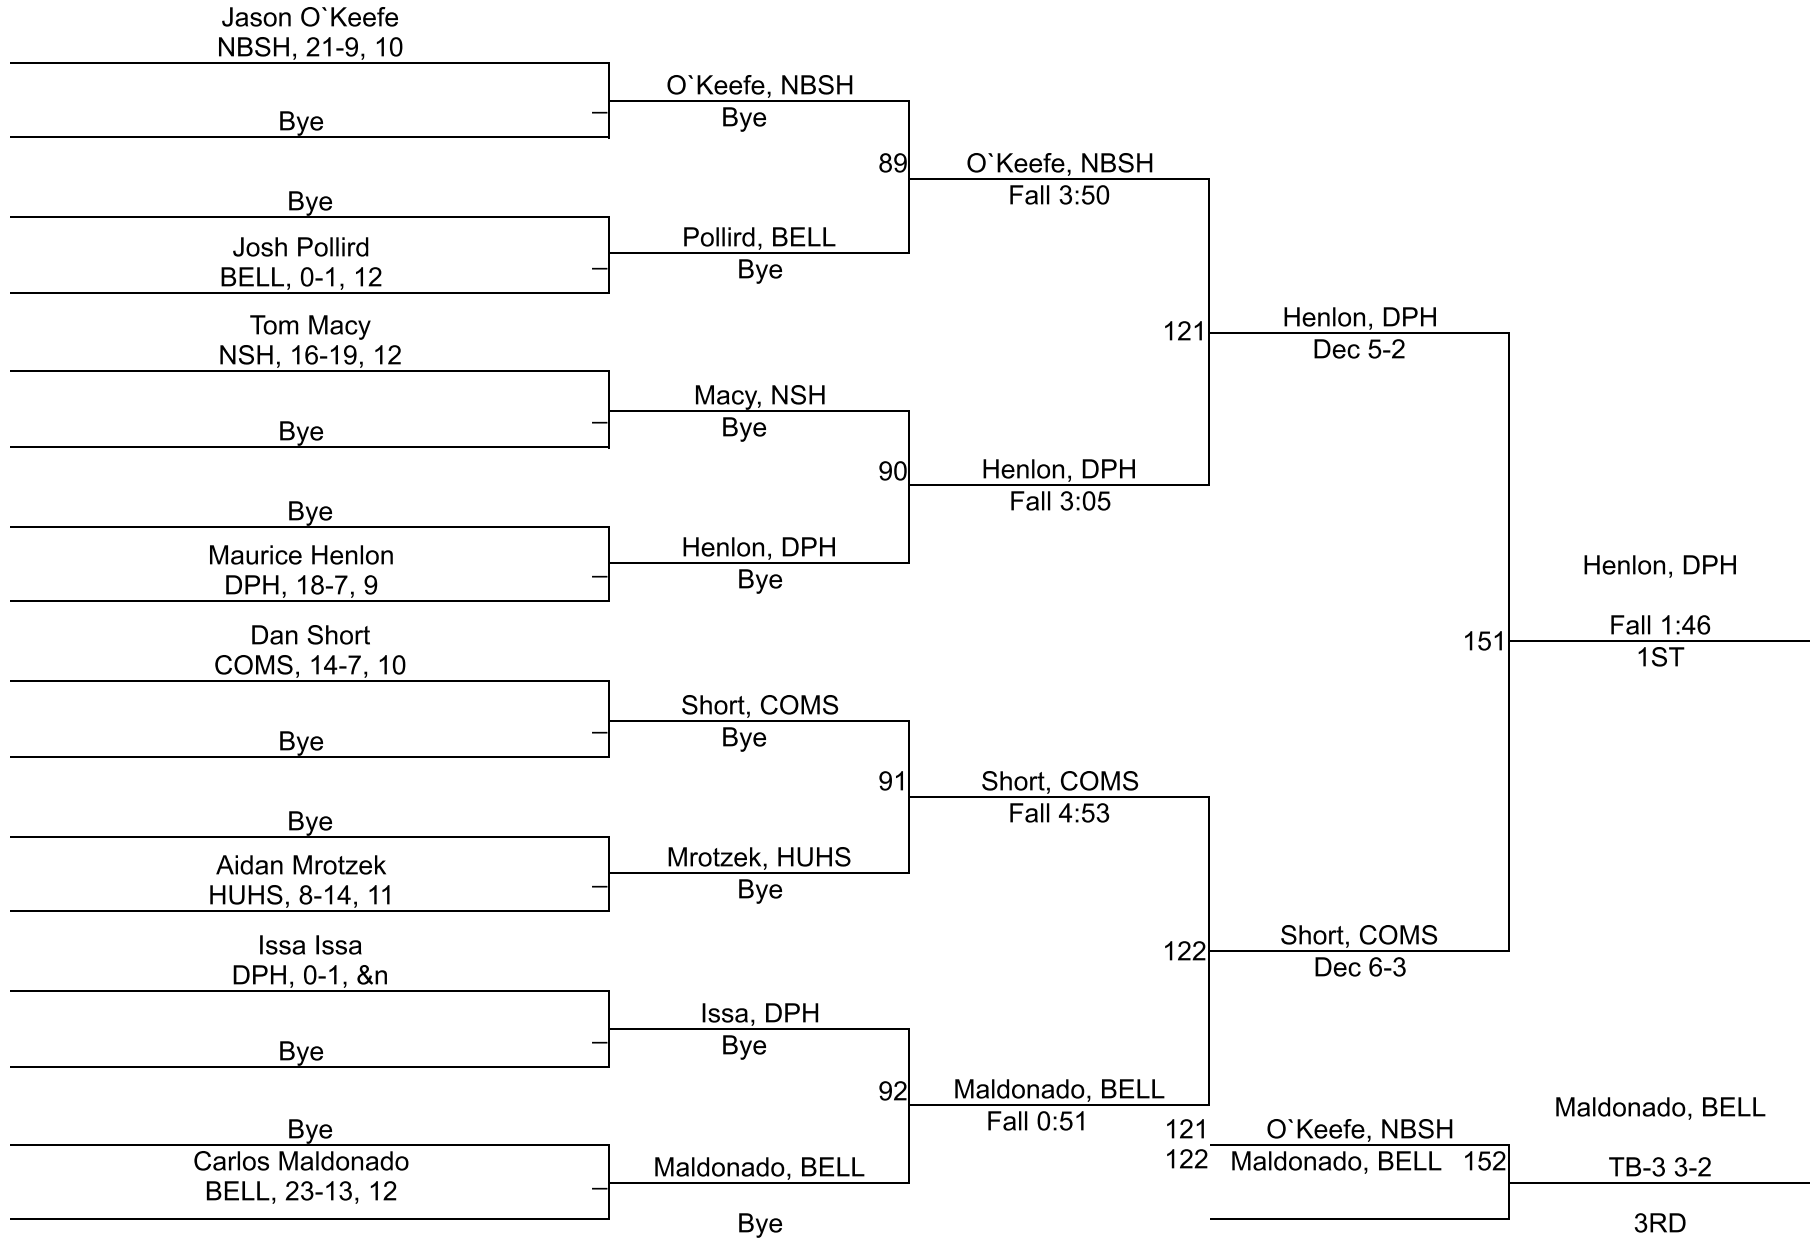 Jason O`Keefe
NBSH, 21-9, 10
Bye
Bye
Josh Pollird
BELL, 0-1, 12
Tom Macy
NSH, 16-19, 12
Bye
Bye
Maurice Henlon
DPH, 18-7, 9
Dan Short
COMS, 14-7, 10
Bye
Bye
Aidan Mrotzek
HUHS, 8-14, 11
Issa Issa
DPH, 0-1, &n
Bye
Bye
Carlos Maldonado
BELL, 23-13, 12
O`Keefe, NBSH
Bye
89
Pollird, BELL
Bye
Macy, NSH
Bye
90
Henlon, DPH
Bye
Short, COMS
Bye
91
Mrotzek, HUHS
Bye
Issa, DPH
Bye
92
Maldonado, BELL
Bye
O`Keefe, NBSH
Fall 3:50
121
Henlon, DPH
Fall 3:05
Short, COMS
Fall 4:53
122
Maldonado, BELL
Fall 0:51
Henlon, DPH
Dec 5-2
151
Short, COMS
Dec 6-3
121 O`Keefe, NBSH
122 Maldonado, BELL 152
Henlon, DPH
Fall 1:46
1ST
Maldonado, BELL
TB-3 3-2
3RD